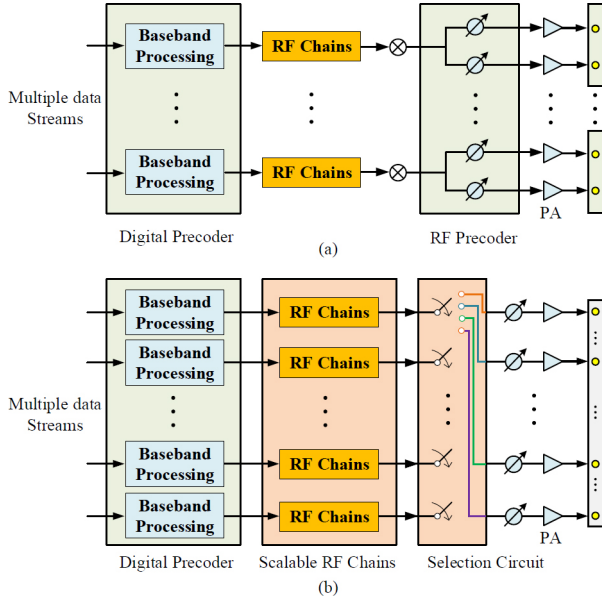 Baseband
Processing
RF Chains
Multiple data
Streams
Baseband
Processing
RF Chains
PA
Digital Precoder
RF Precoder
(a)
Baseband
Processing
RF Chains
Baseband
Processing
RF Chains
Multiple data
Streams
Baseband
Processing
RF Chains
Baseband
Processing
RF Chains
PA
Digital Precoder
Scalable RF Chains
Selection Circuit
(b)